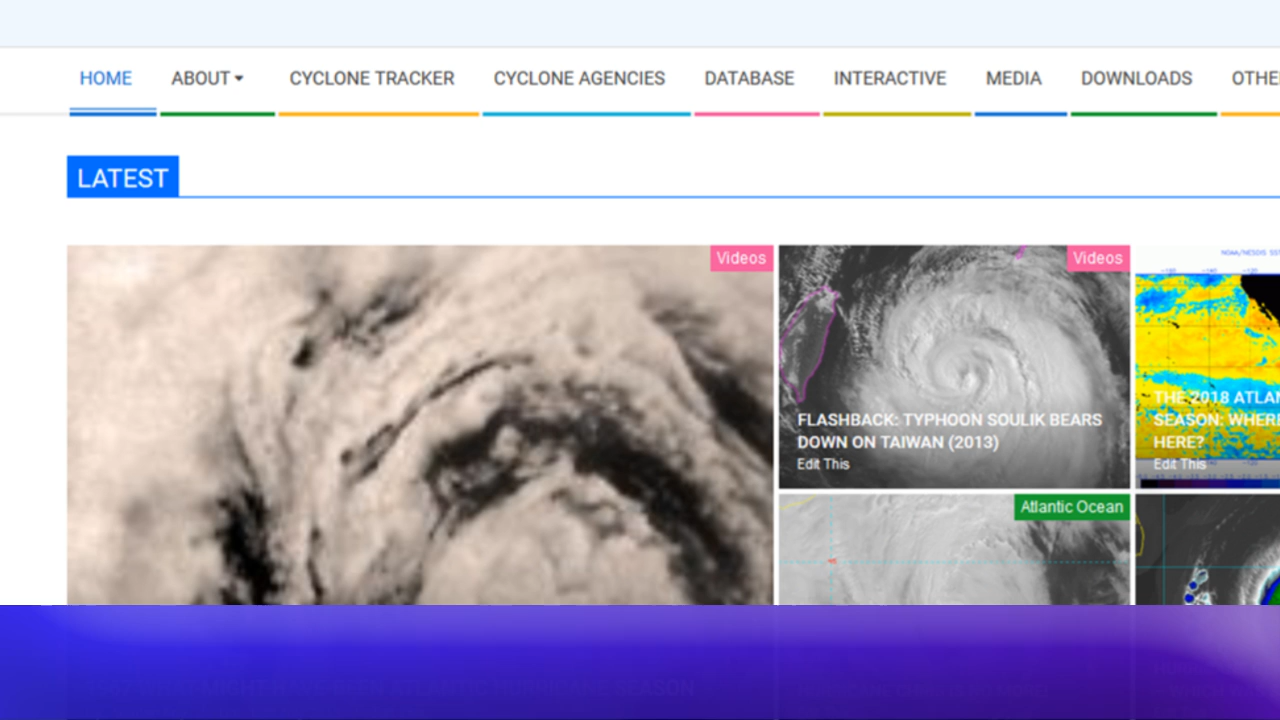 HOME ABOUT CYCLONE TRACKER CYCLONE AGENCIES DATABASE INTERACTIVE MEDIA DOWNLOADS OTHE
LATEST
Videos
Videos
FLASHBACK: TYPHOON SOULIK BEARS
DOWN ON TAIWAN (2013)
Edit This
THE 2018 ATLAN
SEASON: WHERE
HERE?
Edit This
Atlantic Ocean